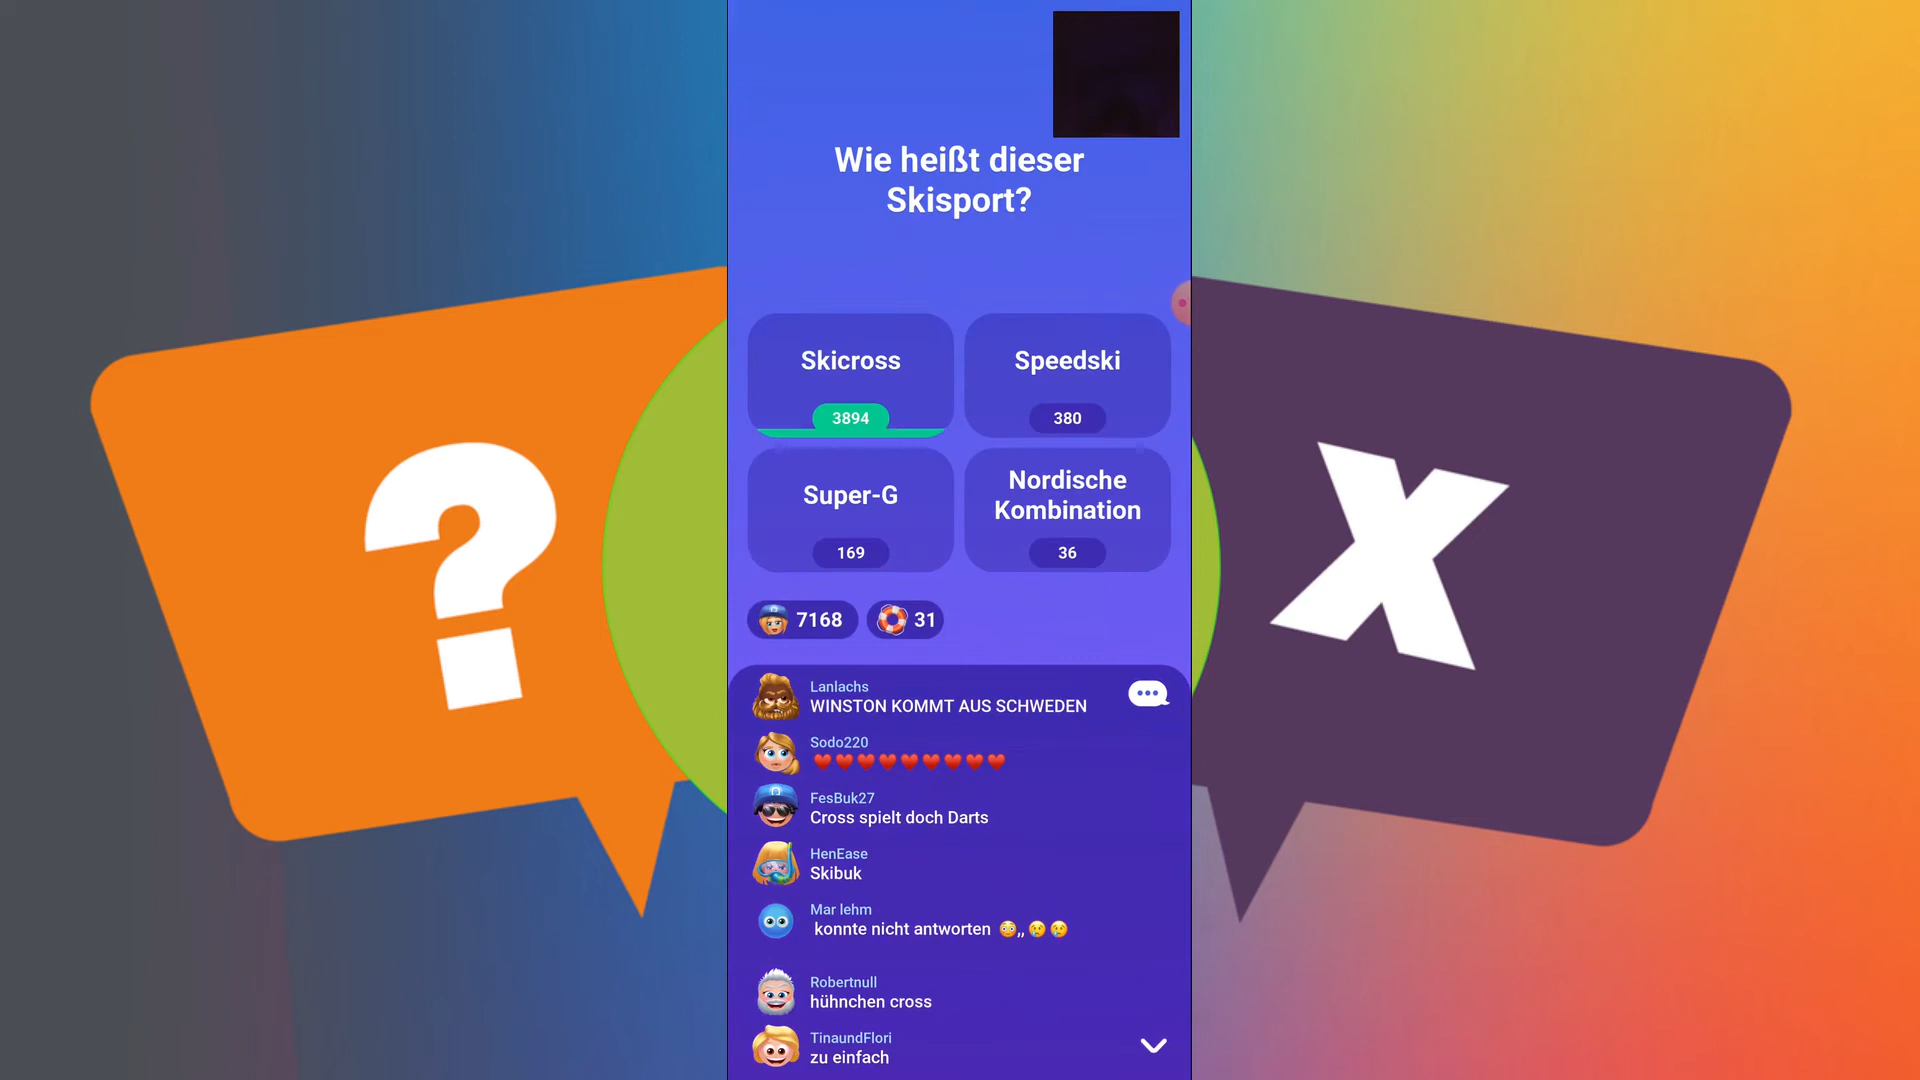 Wie heißt dieser
Skisport?
Skicross
3894
Speedski
380
Super-G
169
Nordische
Kombination
36
7168
31
Lanlachs
WINSTON KOMMT AUS SCHWEDEN
Sodo220
❤️❤️❤️❤️❤️❤️❤️❤️❤️
FesBuk27
Cross spielt doch Darts
HenEase
Skibuk
Mar lehm
konnte nicht antworten 😳,, 😢 😢
Robertnull
hühnchen cross
TinaundFlori
zu einfach
?
X